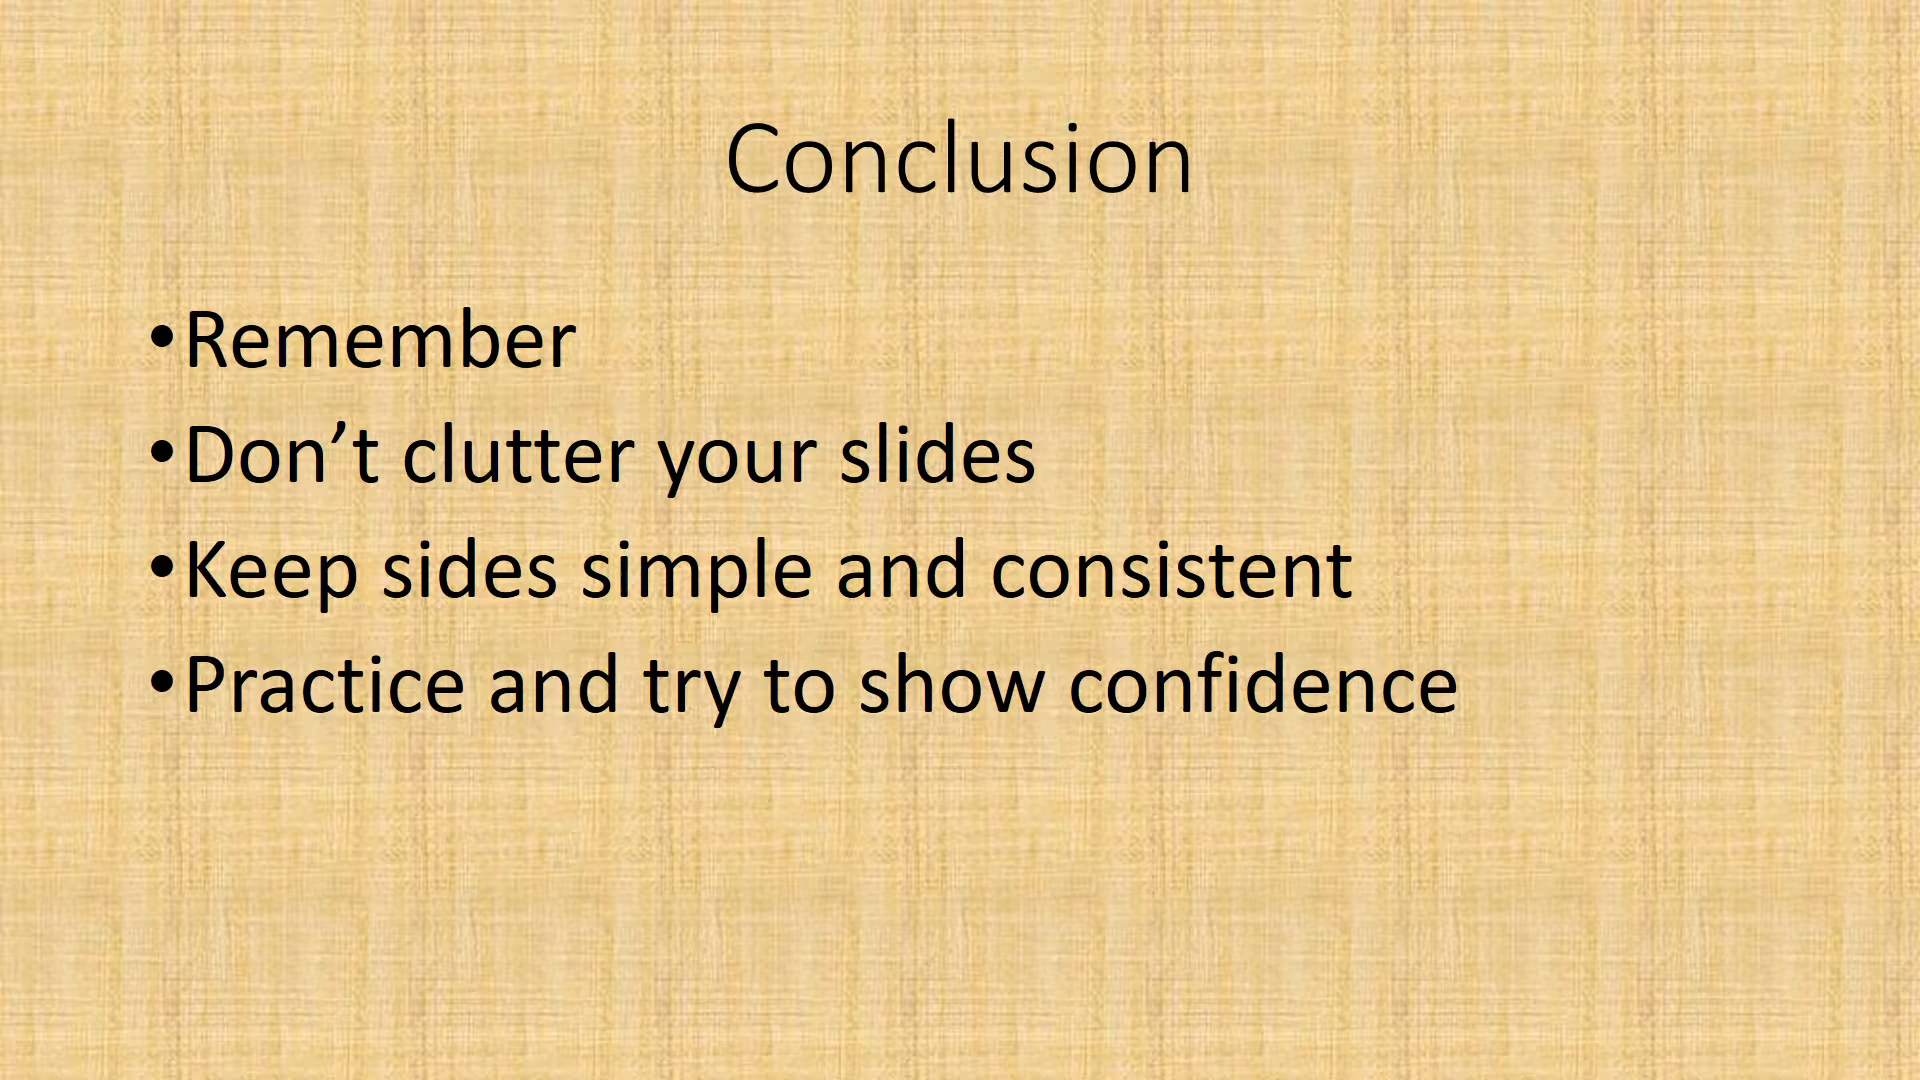 Conclusion
•Remember
•Don’t clutter your slides
•Keep sides simple and consistent
•Practice and try to show confidence